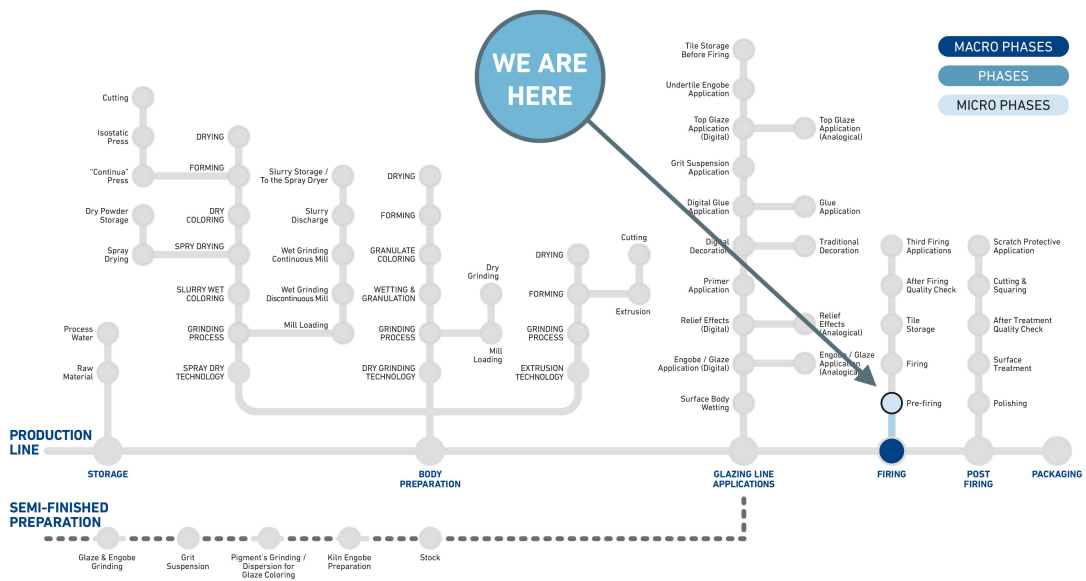 WE ARE
HERE
MACRO PHASES
PHASES
MICRO PHASES
Cutting
Isostatic
Press
"Continua"
Press
Dry Powder
Storage
Spray
Drying
Process
Water
Raw
Material
DRYING
FORMING
DRY
COLORING
SPRY DRYING
SLURRY WET
COLORING
GRINDING
PROCESS
SPRAY DRY
TECHNOLOGY
Slurry Storage /
To the Spray Dryer
Slurry
Discharge
Wet Grinding
Continuous Mill
Wet Grinding
Discontinuous Mill
Mill Loading
DRYING
FORMING
GRANULATE
COLORING
WETTING &
GRANULATION
GRINDING
PROCESS
DRY GRINDING
TECHNOLOGY
Dry
Grinding
Mill
Loading
DRYING
FORMING
GRINDING
PROCESS
EXTRUSION
TECHNOLOGY
Cutting
Extrusion
Tile Storage
Before Firing
Undertile Engobe
Application
Top Glaze
Application
(Digital)
Top Glaze
Application
(Analogical)
Grit Suspension
Application
Digital Glue
Application
Glue
Application
Digital
Decoration
Traditional
Decoration
Primer
Application
Relief Effects
(Digital)
Relief
Effects
(Analogical)
Engobe / Glaze
Application (Digital)
Engobe / Glaze
Application
(Analogical)
Surface Body
Wetting
Third Firing
Applications
After Firing
Quality Check
Tile
Storage
Firing
Pre-firing
Scratch Protective
Application
Cutting &
Squaring
After Treatment
Quality Check
Surface
Treatment
Polishing
PRODUCTION
LINE
STORAGE
BODY
PREPARATION
GLAZING LINE
APPLICATIONS
FIRING
POST
FIRING
PACKAGING
SEMI-FINISHED
PREPARATION
Glaze & Engobe
Grinding
Grit
Suspension
Pigment's Grinding /
Dispersion for
Glaze Coloring
Kiln Engobe
Preparation
Stock